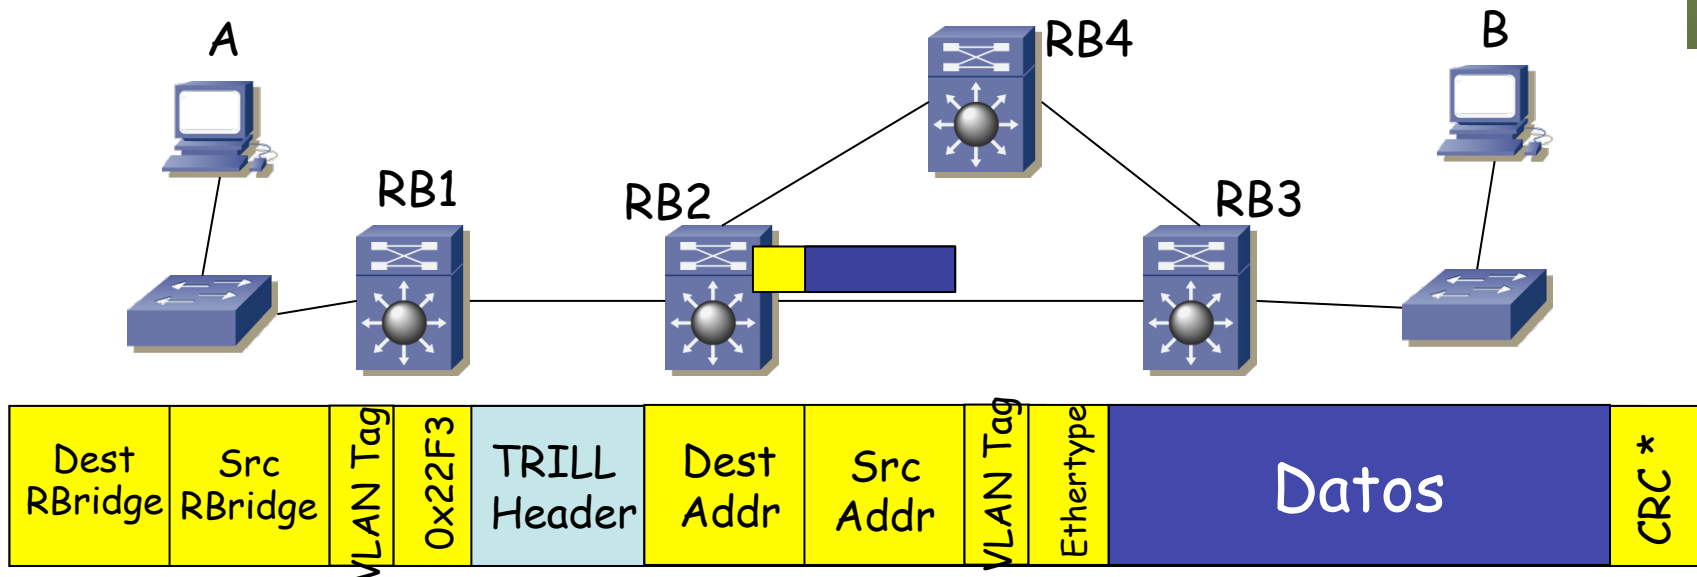 A
RB4
B
RB1
RB2
RB3
Dest
RBridge
Src
RBridge
VLAN Tag
0x22F3
TRILL
Header
Dest
Addr
Src
Addr
VLAN Tag
Ethertype
Datos
CRC *